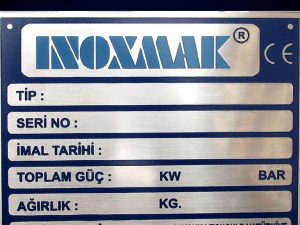 INOXMAK® CE
TİP :
SERİ NO :
İMAL TARİHİ :
TOPLAM GÜÇ : KW BAR
AĞIRLIK : KG.